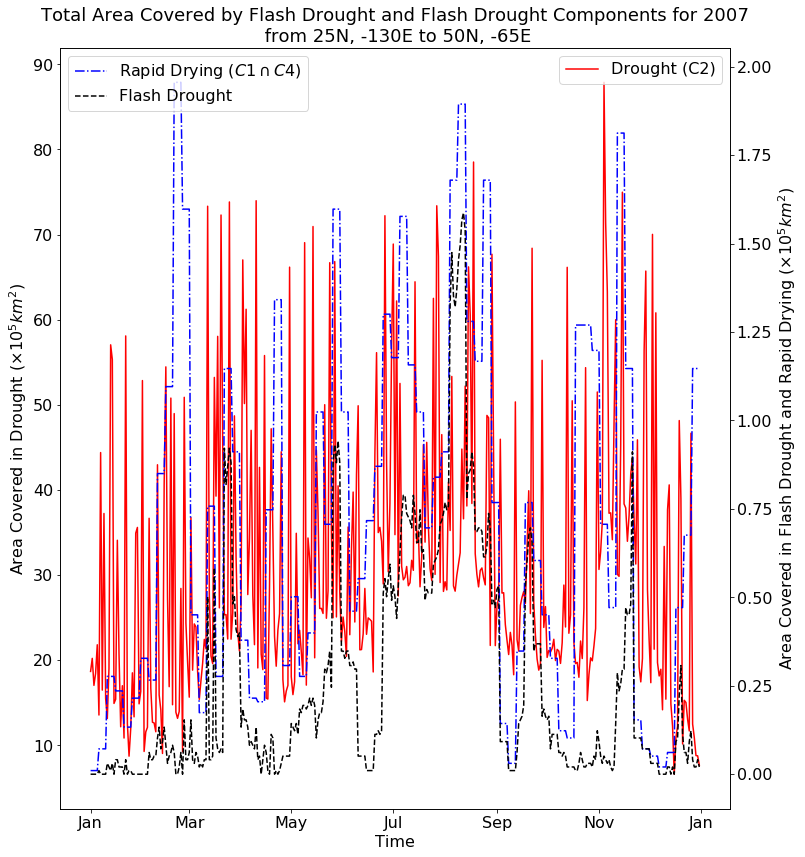 Total Area Covered by Flash Drought and Flash Drought Components for 2007
from 25N, -130E to 50N, -65E
Rapid Drying (C1 ∩ C4)
Flash Drought
Drought (C2)
Area Covered in Drought (×10⁵km²)
90
80
70
60
50
40
30
20
10
2.00
1.75
1.50
1.25
1.00
0.75
0.50
0.25
0.00
Area Covered in Flash Drought and Rapid Drying (×10⁵km²)
Jan
Mar
May
Jul
Sep
Nov
Jan
Time